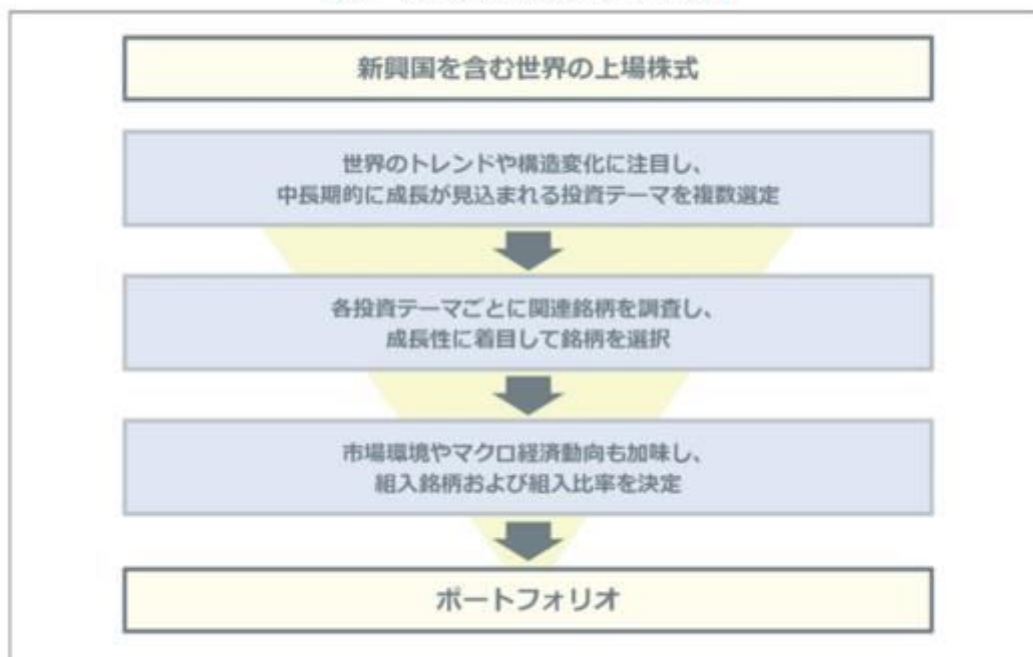 新興国を含む世界の上場株式
世界のトレンドや構造変化に注目し、
中長期的に成長が見込まれる投資テーマを複数選定
各投資テーマごとに関連銘柄を調査し、
成長性に着目して銘柄を選択
市場環境やマクロ経済動向も加味し、
組入銘柄および組入比率を決定
ポートフォリオ